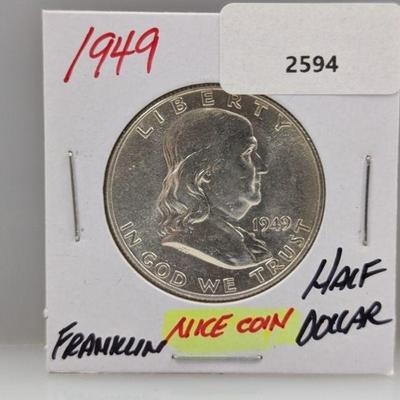 1949
2594
LIBERTY
1949
IN GOD WE TRUST
HALF
FRANKLIN NICE COIN DOLLAR